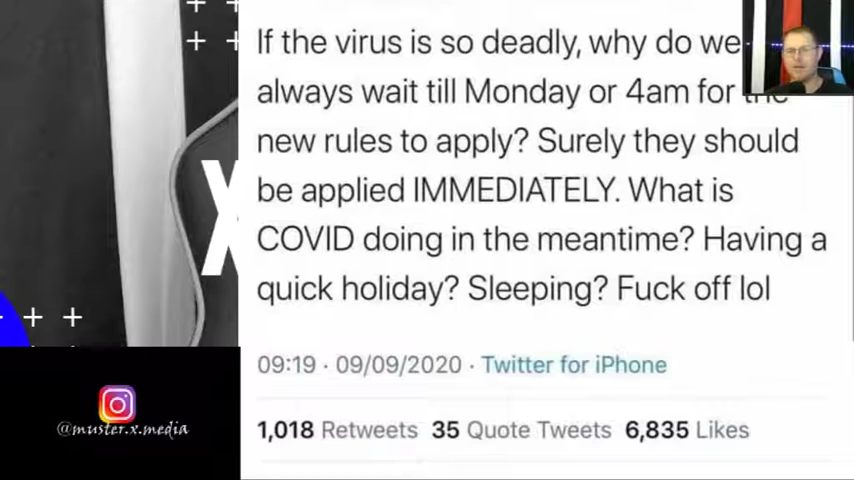 If the virus is so deadly, why do we
always wait till Monday or 4am for the
new rules to apply? Surely they should
be applied IMMEDIATELY. What is
COVID doing in the meantime? Having a
quick holiday? Sleeping? Fuck off lol
09:19 · 09/09/2020 · Twitter for iPhone
1,018 Retweets 35 Quote Tweets 6,835 Likes
X
@muster.x.media